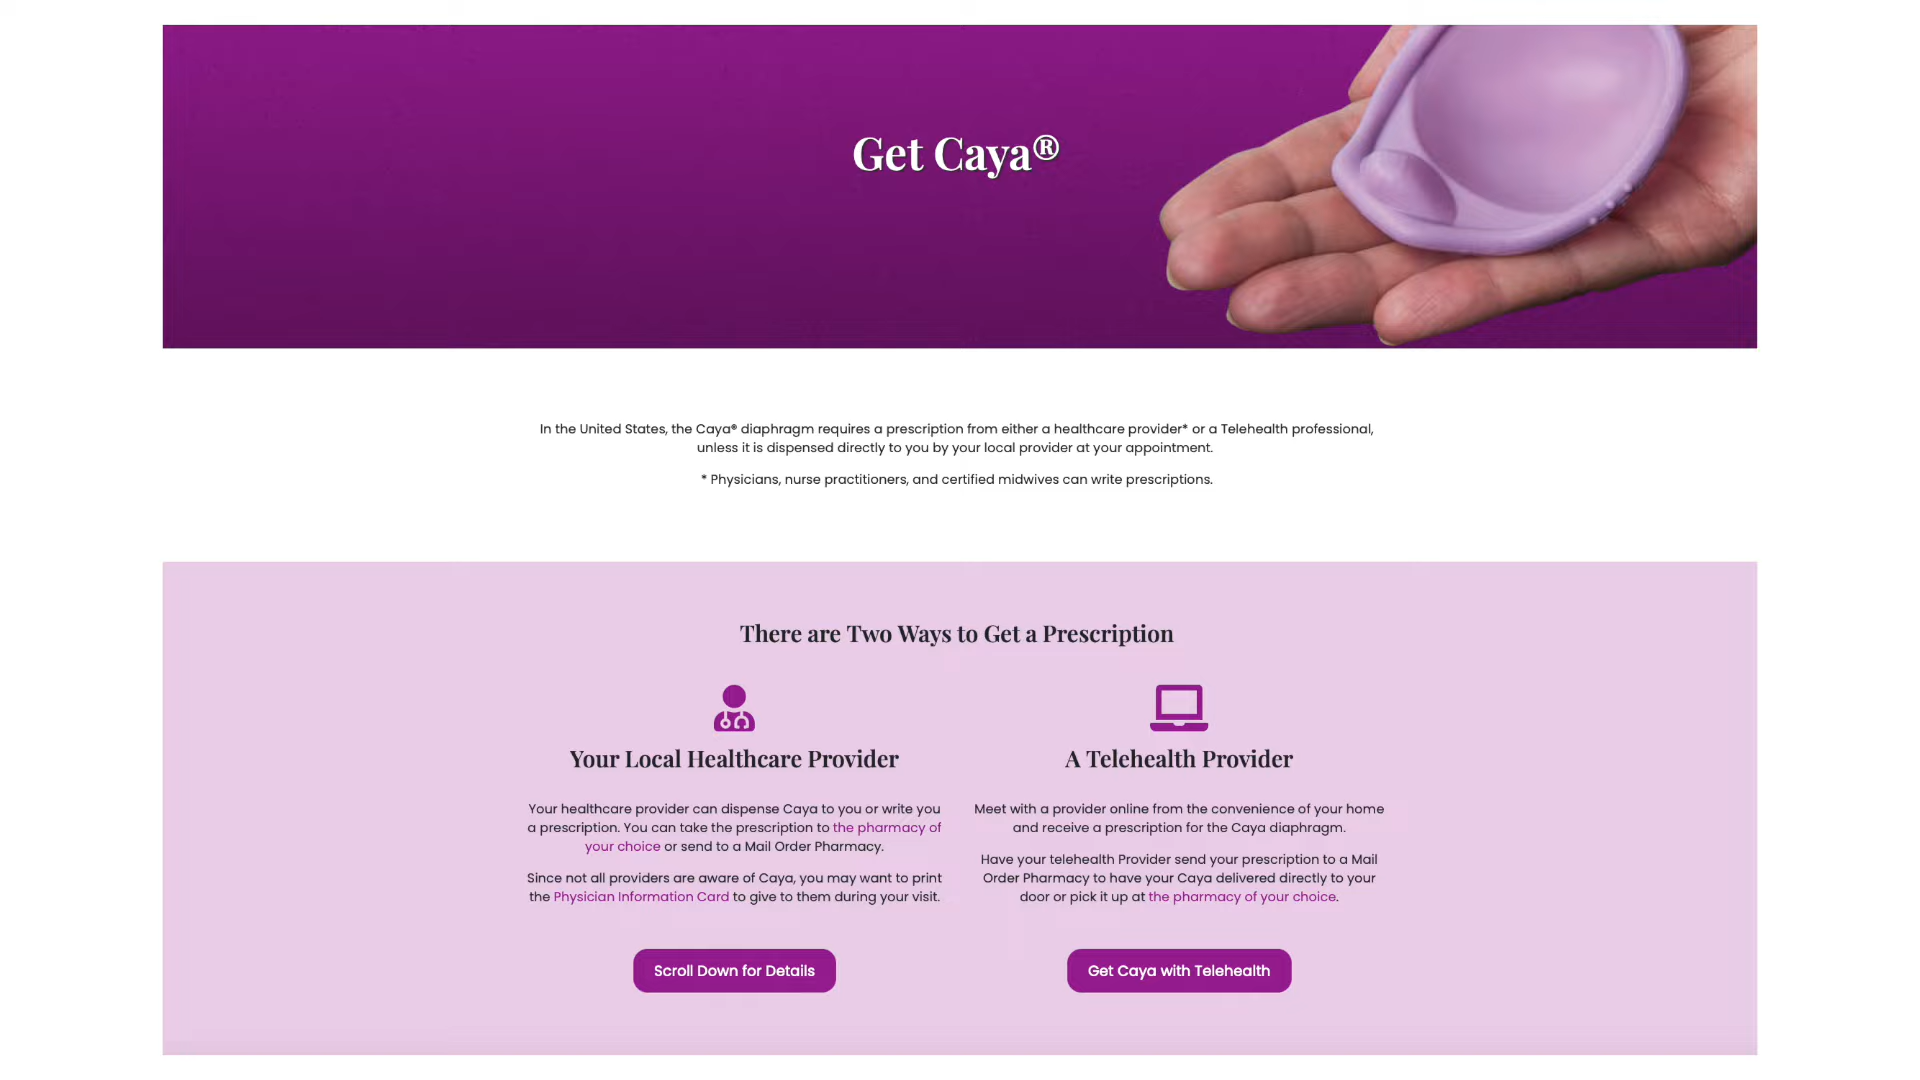 Get Caya®
In the United States, the Caya® diaphragm requires a prescription from either a healthcare provider* or a Telehealth professional,
unless it is dispensed directly to you by your local provider at your appointment.
* Physicians, nurse practitioners, and certified midwives can write prescriptions.
There are Two Ways to Get a Prescription
Your Local Healthcare Provider
Your healthcare provider can dispense Caya to you or write you
a prescription. You can take the prescription to the pharmacy of
your choice or send to a Mail Order Pharmacy.
Since not all providers are aware of Caya, you may want to print
the Physician Information Card to give to them during your visit.
Scroll Down for Details
A Telehealth Provider
Meet with a provider online from the convenience of your home
and receive a prescription for the Caya diaphragm.
Have your telehealth Provider send your prescription to a Mail
Order Pharmacy to have your Caya delivered directly to your
door or pick it up at the pharmacy of your choice.
Get Caya with Telehealth